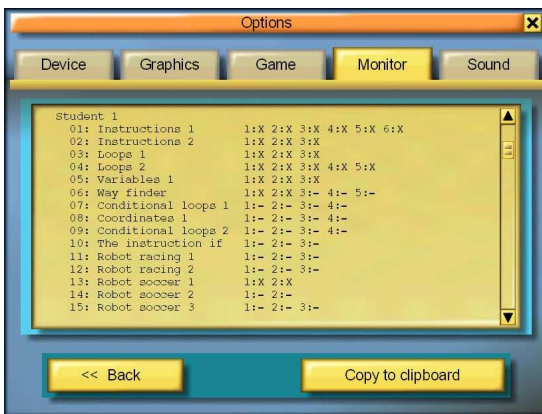 Options
Device Graphics Game Monitor Sound
Student 1
01: Instructions 1 1:X 2:X 3:X 4:X 5:X 6:X
02: Instructions 2 1:X 2:X 3:X
03: Loops 1 1:X 2:X 3:X
04: Loops 2 1:X 2:X 3:X 4:X 5:X
05: Variables 1 1:X 2:X 3:X
06: Way finder 1:X 2:X 3:- 4:- 5:-
07: Conditional loops 1 1:- 2:- 3:- 4:-
08: Coordinates 1 1:- 2:- 3:- 4:-
09: Conditional loops 2 1:- 2:- 3:- 4:-
10: The instruction if 1:- 2:- 3:-
11: Robot racing 1 1:- 2:- 3:-
12: Robot racing 2 1:- 2:- 3:-
13: Robot soccer 1 1:X 2:X
14: Robot soccer 2 1:- 2:-
15: Robot soccer 3 1:- 2:- 3:-
<< Back Copy to clipboard